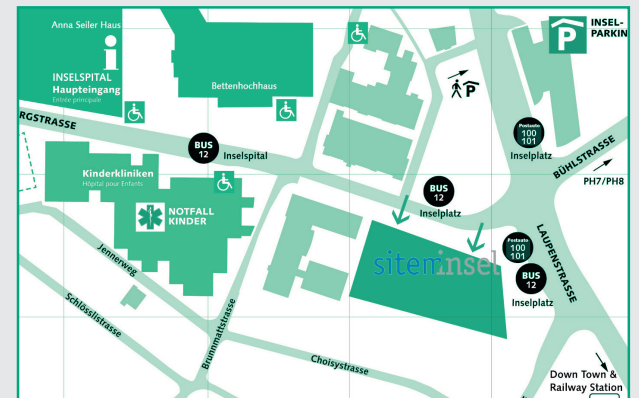 Anna Seiler Haus
INSELSPITAL
Haupteingang
Entrée principale
Bettenhochhaus
P
INSEL-
PARKIN
P
RGSTRASSE
BUS
12
Inselspital
Postauto
100
101
Inselplatz
BÜHLSTRASSE
PH7/PH8
Kinderkliniken
Hôpital pour Enfants
NOTFALL
KINDER
BUS
12
Inselplatz
siteminsel
Postauto
100
101
BUS
12
Inselplatz
LAUPENSTRASSE
Jennerweg
Schlösslistrasse
Brunnmattstrasse
Choisystrasse
Down Town &
Railway Station